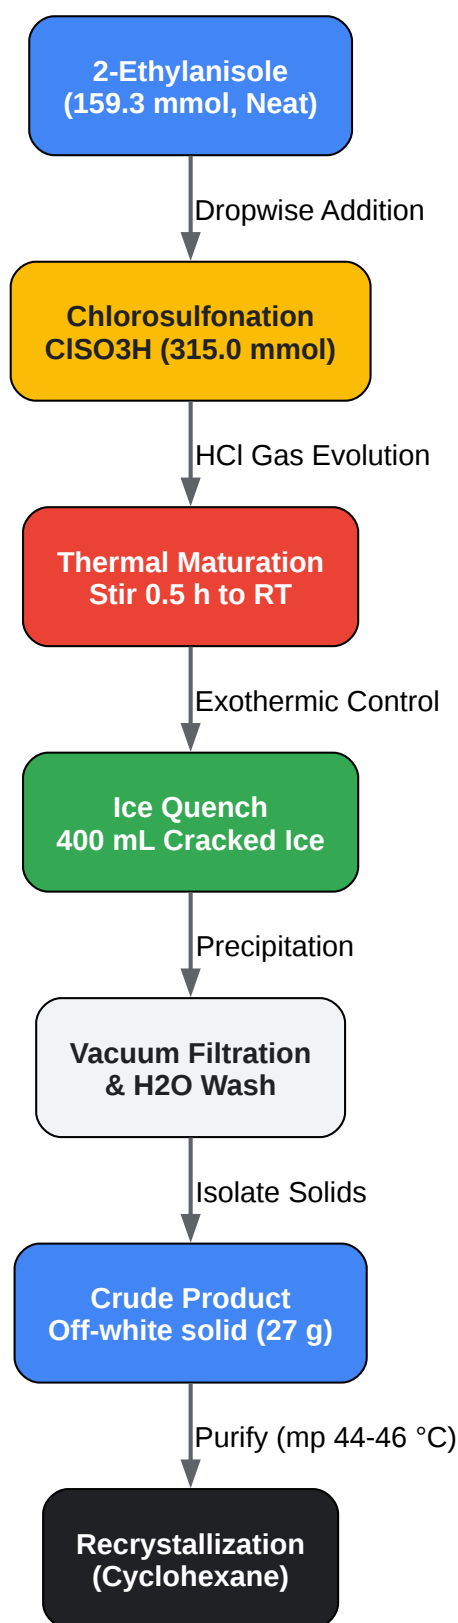 2-Ethylanisole
(159.3 mmol, Neat)
Dropwise Addition
Chlorosulfonation
ClSO3H (315.0 mmol)
HCl Gas Evolution
Thermal Maturation
Stir 0.5 h to RT
Exothermic Control
Ice Quench
400 mL Cracked Ice
Precipitation
Vacuum Filtration
& H2O Wash
Isolate Solids
Crude Product
Off-white solid (27 g)
Purify (mp 44-46 °C)
Recrystallization
(Cyclohexane)